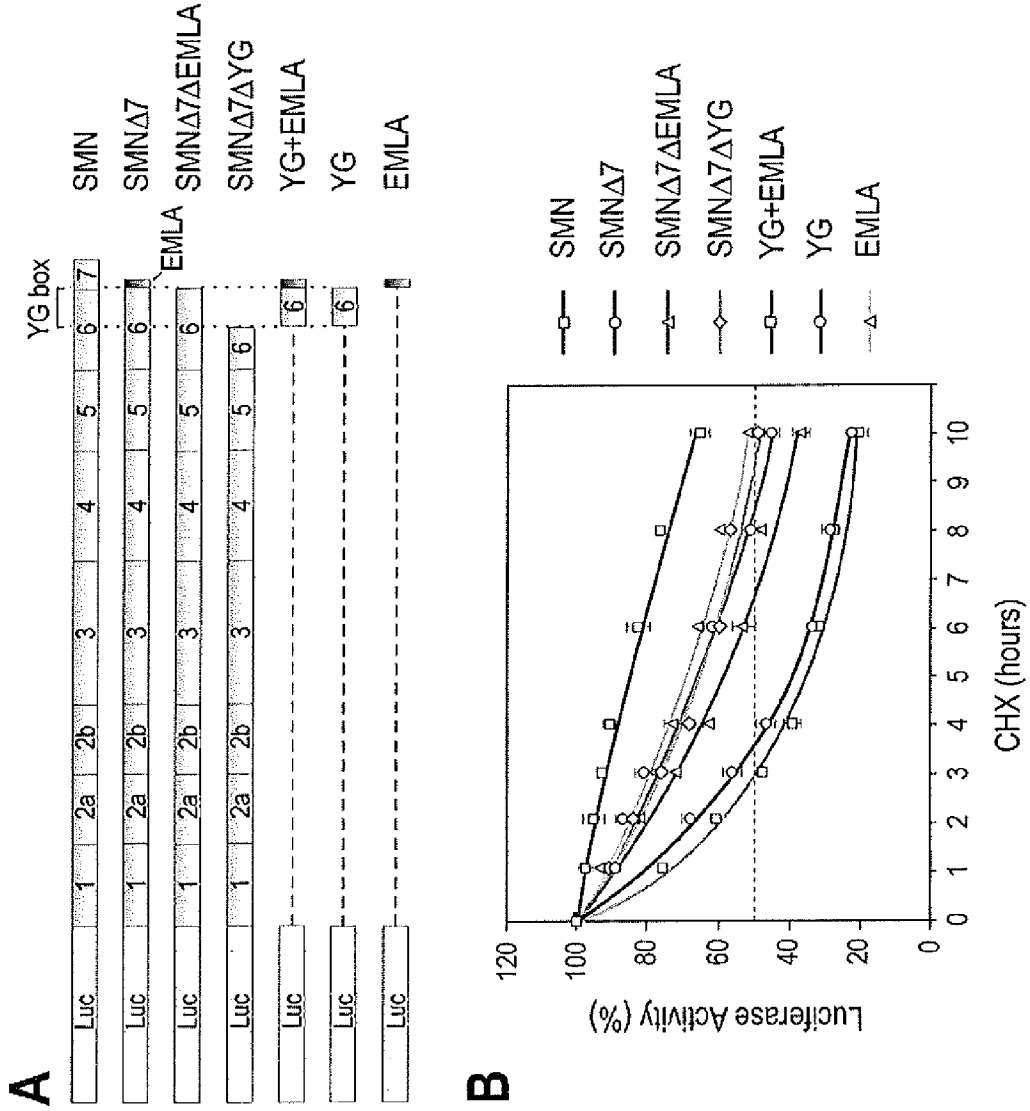 A
YG box
Luc 1 2a 2b 3 4 5 6 7 SMN
Luc 1 2a 2b 3 4 5 6 SMNΔ7
EMLA
Luc 1 2a 2b 3 4 5 6 SMNΔ7ΔEMLA
Luc 1 2a 2b 3 4 5 6 SMNΔ7ΔYG
Luc 6 YG+EMLA
Luc 6 YG
Luc EMLA
B
Luciferase Activity (%)
120
100
80
60
40
20
0
0 1 2 3 4 5 6 7 8 9 10
CHX (hours)
SMN
SMNΔ7
SMNΔ7ΔEMLA
SMNΔ7ΔYG
YG+EMLA
YG
EMLA